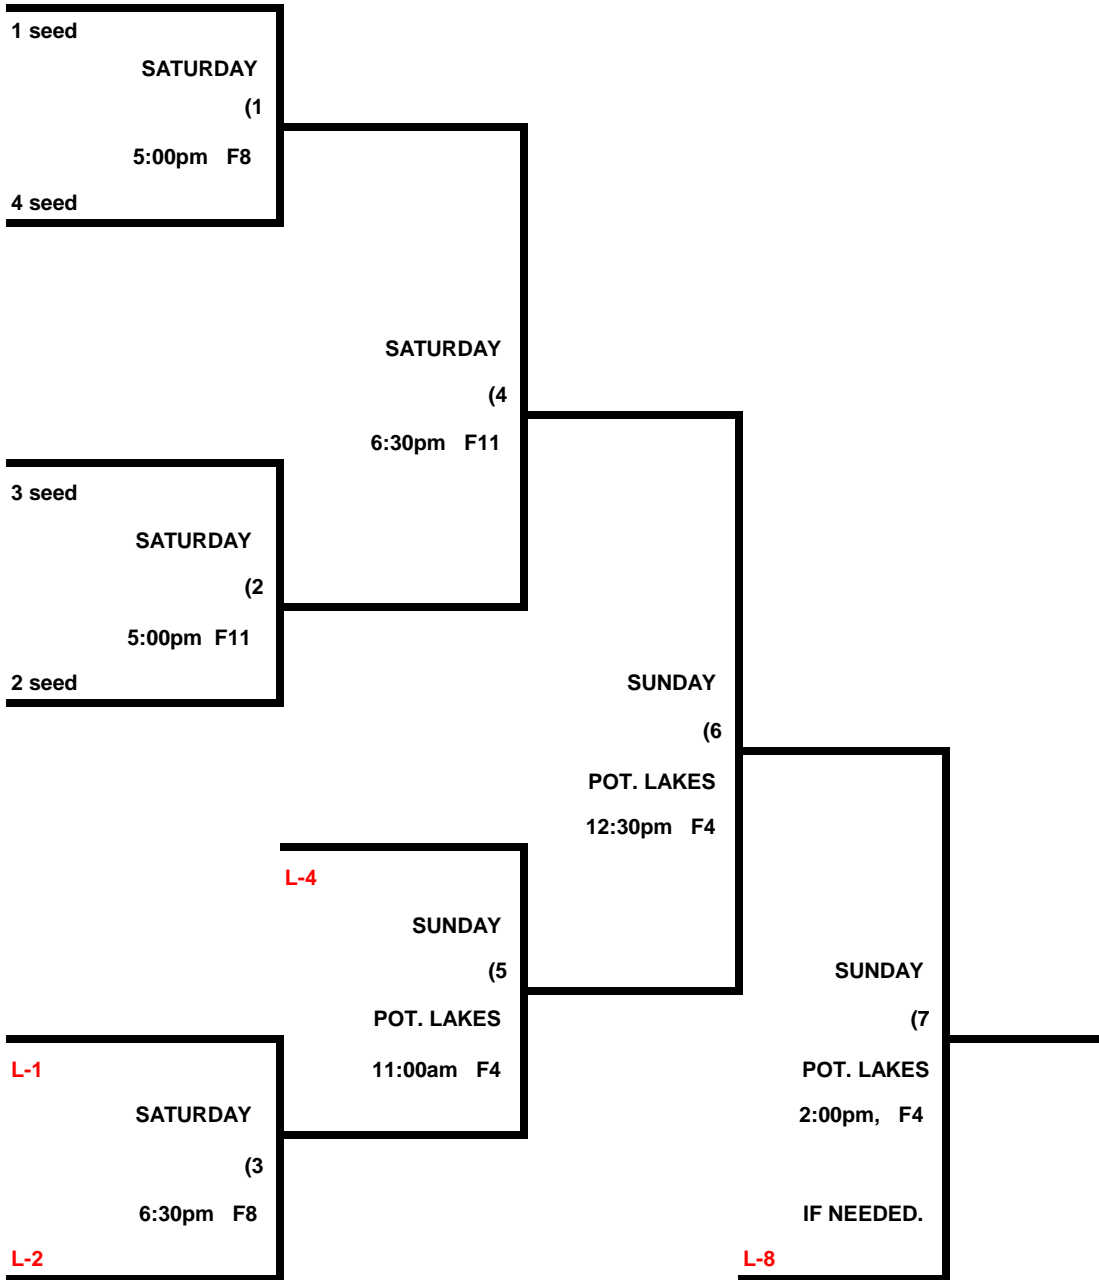 1 seed
SATURDAY
(1
5:00pm F8
4 seed
SATURDAY
(4
6:30pm F11
3 seed
SATURDAY
(2
5:00pm F11
2 seed
SUNDAY
(6
POT. LAKES
12:30pm F4
L-4
SUNDAY
(5
POT. LAKES
11:00am F4
SUNDAY
(7
POT. LAKES
2:00pm, F4
IF NEEDED.
L-8
L-1
SATURDAY
(3
6:30pm F8
L-2